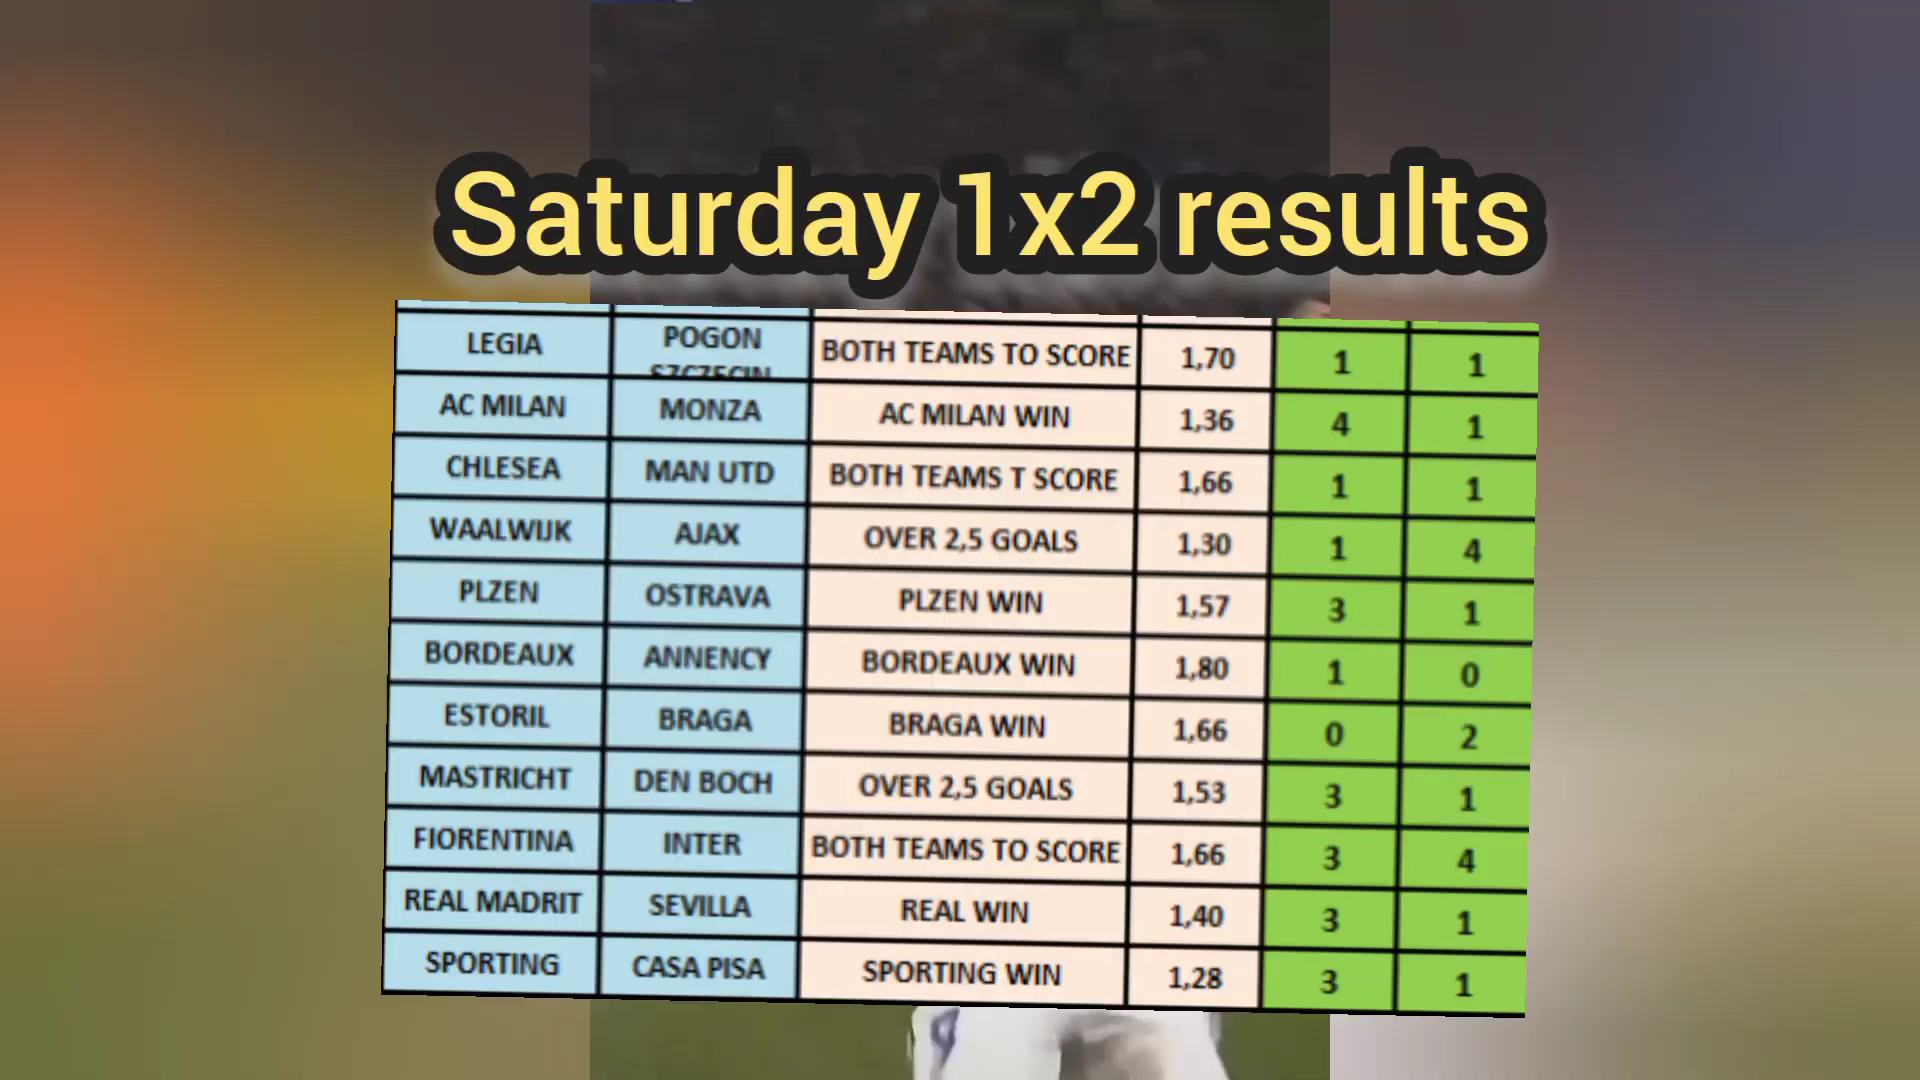 Saturday 1x2 results
LEGIA POGON SZCZECIN BOTH TEAMS TO SCORE 1,70 1 1
AC MILAN MONZA AC MILAN WIN 1,36 4 1
CHLESEA MAN UTD BOTH TEAMS T SCORE 1,66 1 1
WAALWIJK AJAX OVER 2,5 GOALS 1,30 1 4
PLZEN OSTRAVA PLZEN WIN 1,57 3 1
BORDEAUX ANNENCY BORDEAUX WIN 1,80 1 0
ESTORIL BRAGA BRAGA WIN 1,66 0 2
MASTRICHT DEN BOCH OVER 2,5 GOALS 1,53 3 1
FIORENTINA INTER BOTH TEAMS TO SCORE 1,66 3 4
REAL MADRIT SEVILLA REAL WIN 1,40 3 1
SPORTING CASA PISA SPORTING WIN 1,28 3 1
9